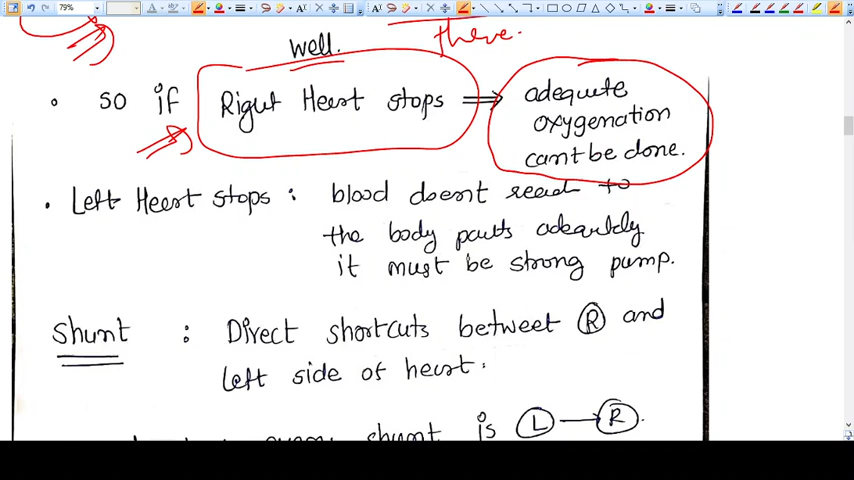 79%
there.
well.
• so if Right Heart stops ⇒ adequate
oxygenation
cant be done.
• Left Heart stops : blood doesnt reach to
the body parts
it must be strong pump.
Shunt : Direct shortcuts between R and
left side of heart.
shunt is L → R.